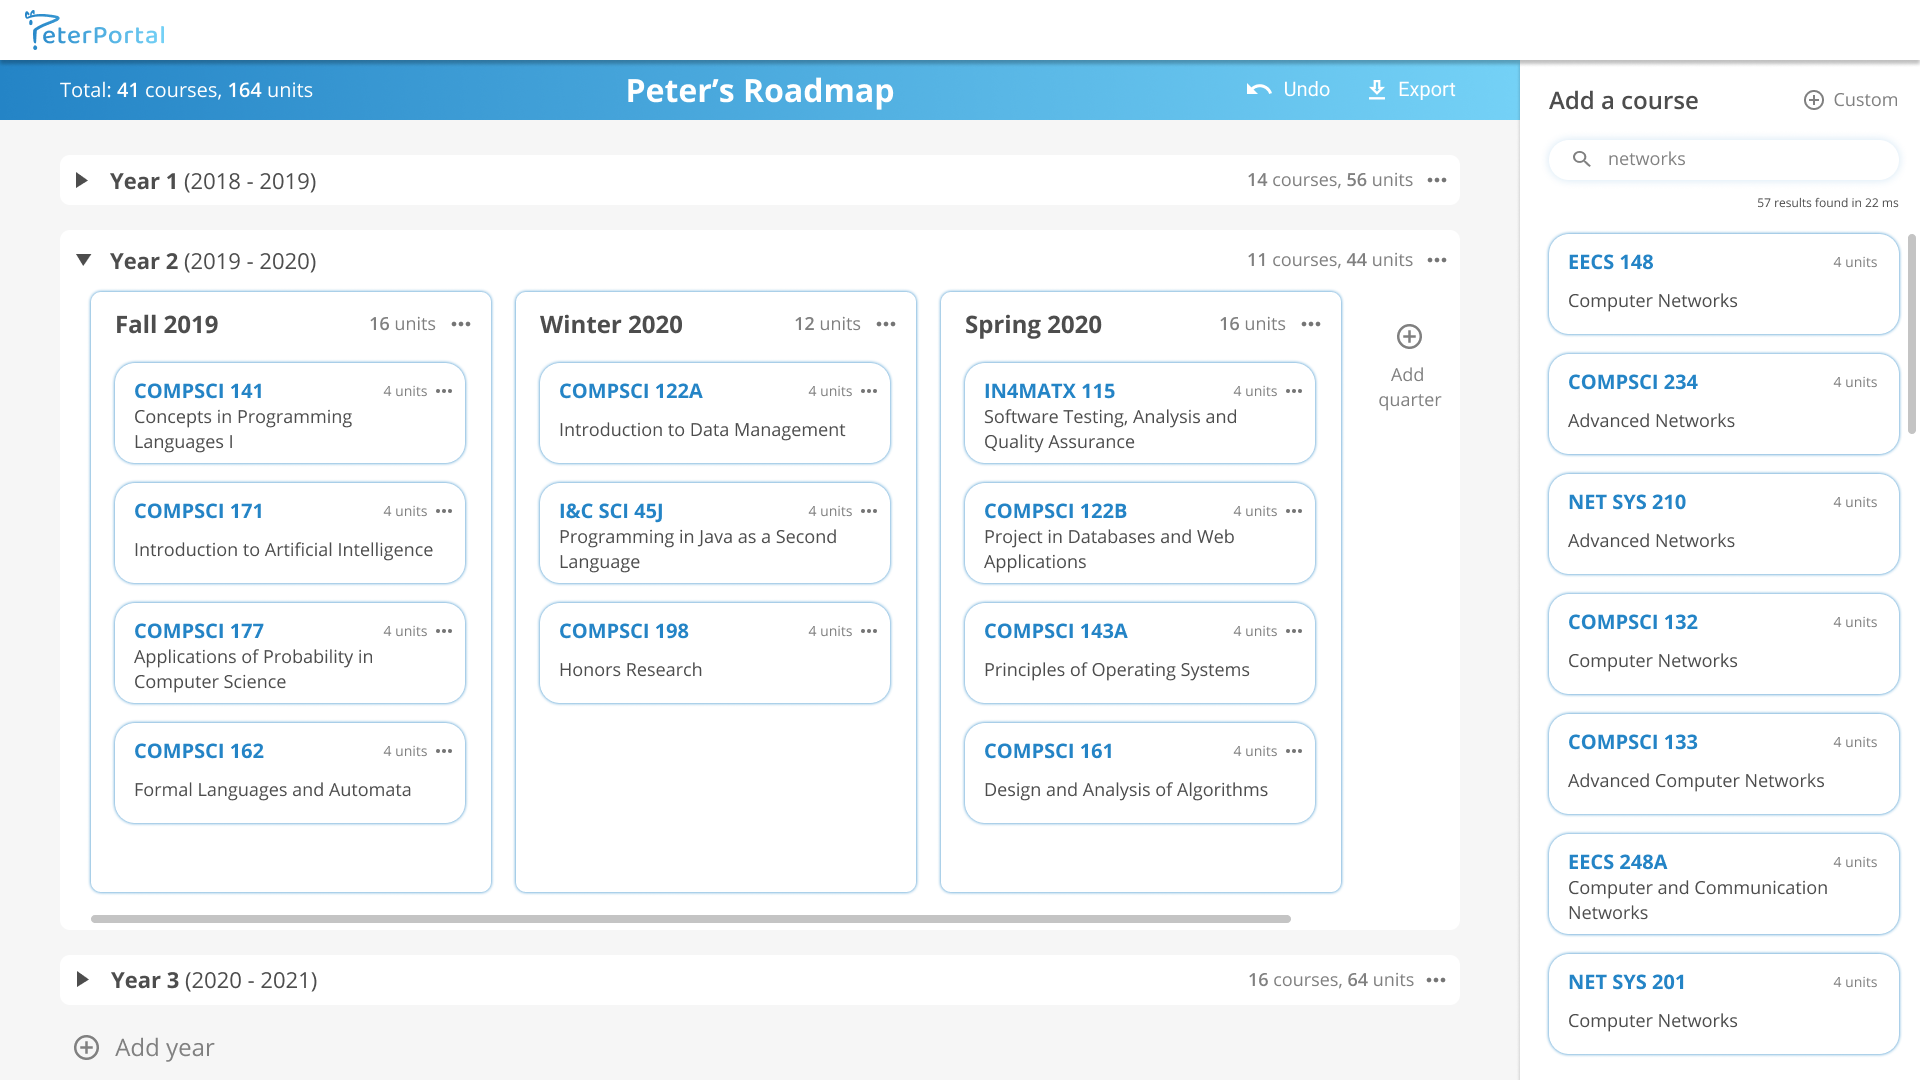 PeterPortal
Total: 41 courses, 164 units
Peter’s Roadmap
Undo
Export
Year 1 (2018 - 2019)
14 courses, 56 units
Year 2 (2019 - 2020)
11 courses, 44 units
Fall 2019
16 units
COMPSCI 141
4 units
Concepts in Programming
Languages I
COMPSCI 171
4 units
Introduction to Artificial Intelligence
COMPSCI 177
4 units
Applications of Probability in
Computer Science
COMPSCI 162
4 units
Formal Languages and Automata
Winter 2020
12 units
COMPSCI 122A
4 units
Introduction to Data Management
I&C SCI 45J
4 units
Programming in Java as a Second
Language
COMPSCI 198
4 units
Honors Research
Spring 2020
16 units
IN4MATX 115
4 units
Software Testing, Analysis and
Quality Assurance
COMPSCI 122B
4 units
Project in Databases and Web
Applications
COMPSCI 143A
4 units
Principles of Operating Systems
COMPSCI 161
4 units
Design and Analysis of Algorithms
Add
quarter
Year 3 (2020 - 2021)
16 courses, 64 units
Add year
Add a course
Custom
networks
57 results found in 22 ms
EECS 148
4 units
Computer Networks
COMPSCI 234
4 units
Advanced Networks
NET SYS 210
4 units
Advanced Networks
COMPSCI 132
4 units
Computer Networks
COMPSCI 133
4 units
Advanced Computer Networks
EECS 248A
4 units
Computer and Communication
Networks
NET SYS 201
4 units
Computer Networks